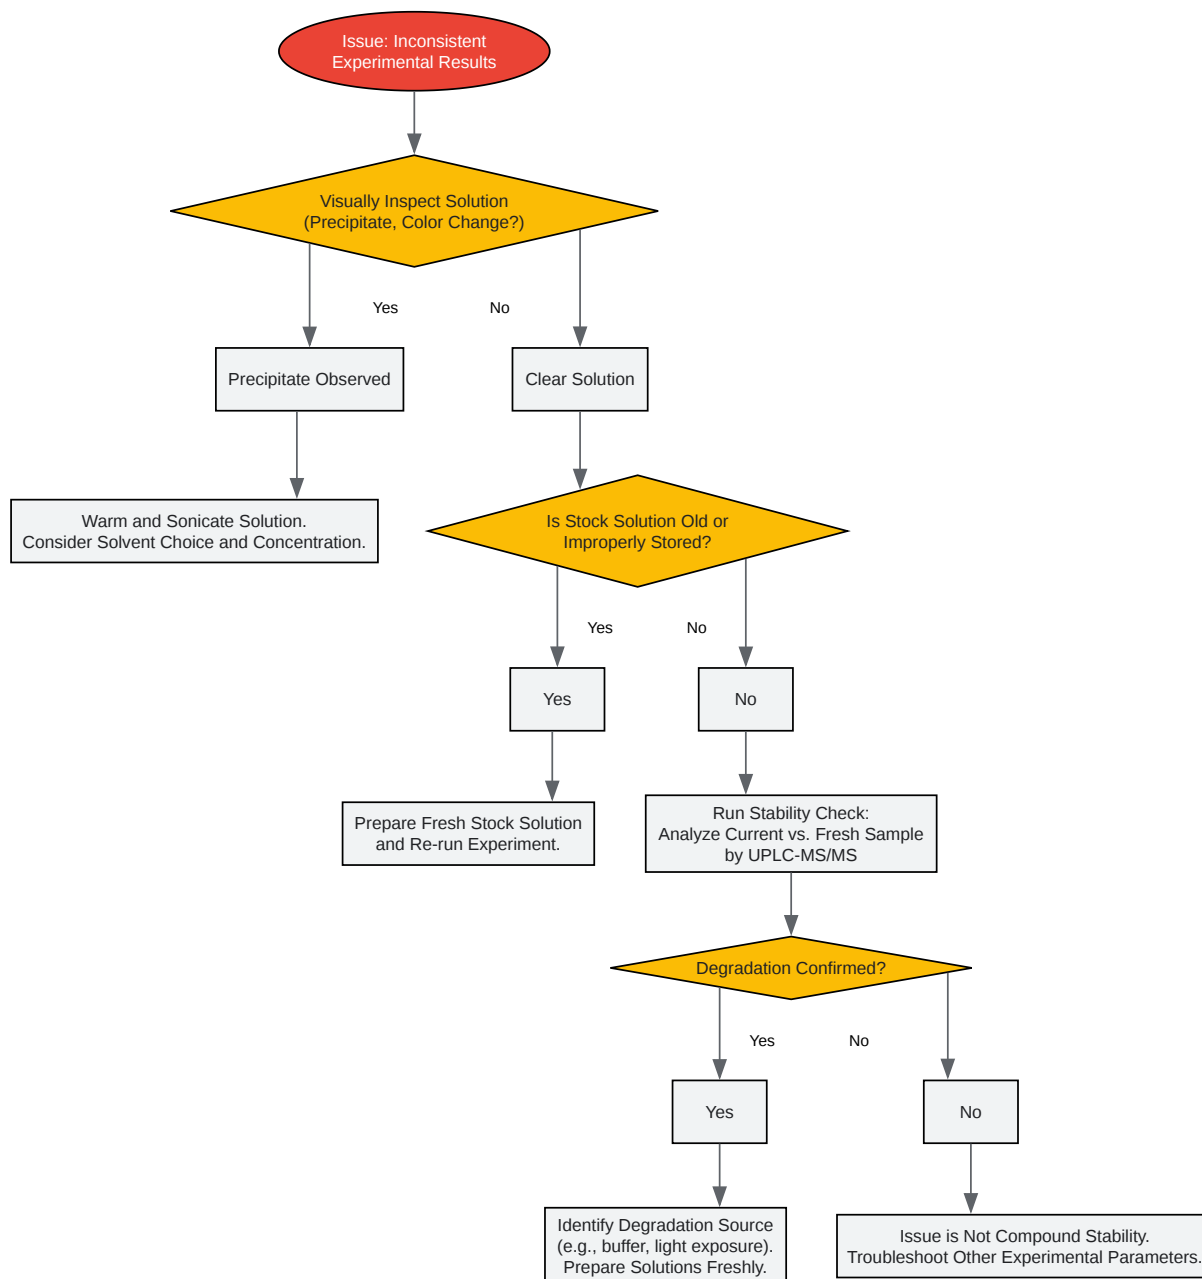 Issue: Inconsistent
Experimental Results
Visually Inspect Solution
(Precipitate, Color Change?)
Yes
No
Precipitate Observed
Clear Solution
Warm and Sonicate Solution.
Consider Solvent Choice and Concentration.
Is Stock Solution Old or
Improperly Stored?
Yes
No
Yes
No
Prepare Fresh Stock Solution
and Re-run Experiment.
Run Stability Check:
Analyze Current vs. Fresh Sample
by UPLC-MS/MS
Degradation Confirmed?
Yes
No
Yes
No
Identify Degradation Source
(e.g., buffer, light exposure).
Prepare Solutions Freshly.
Issue is Not Compound Stability.
Troubleshoot Other Experimental Parameters.